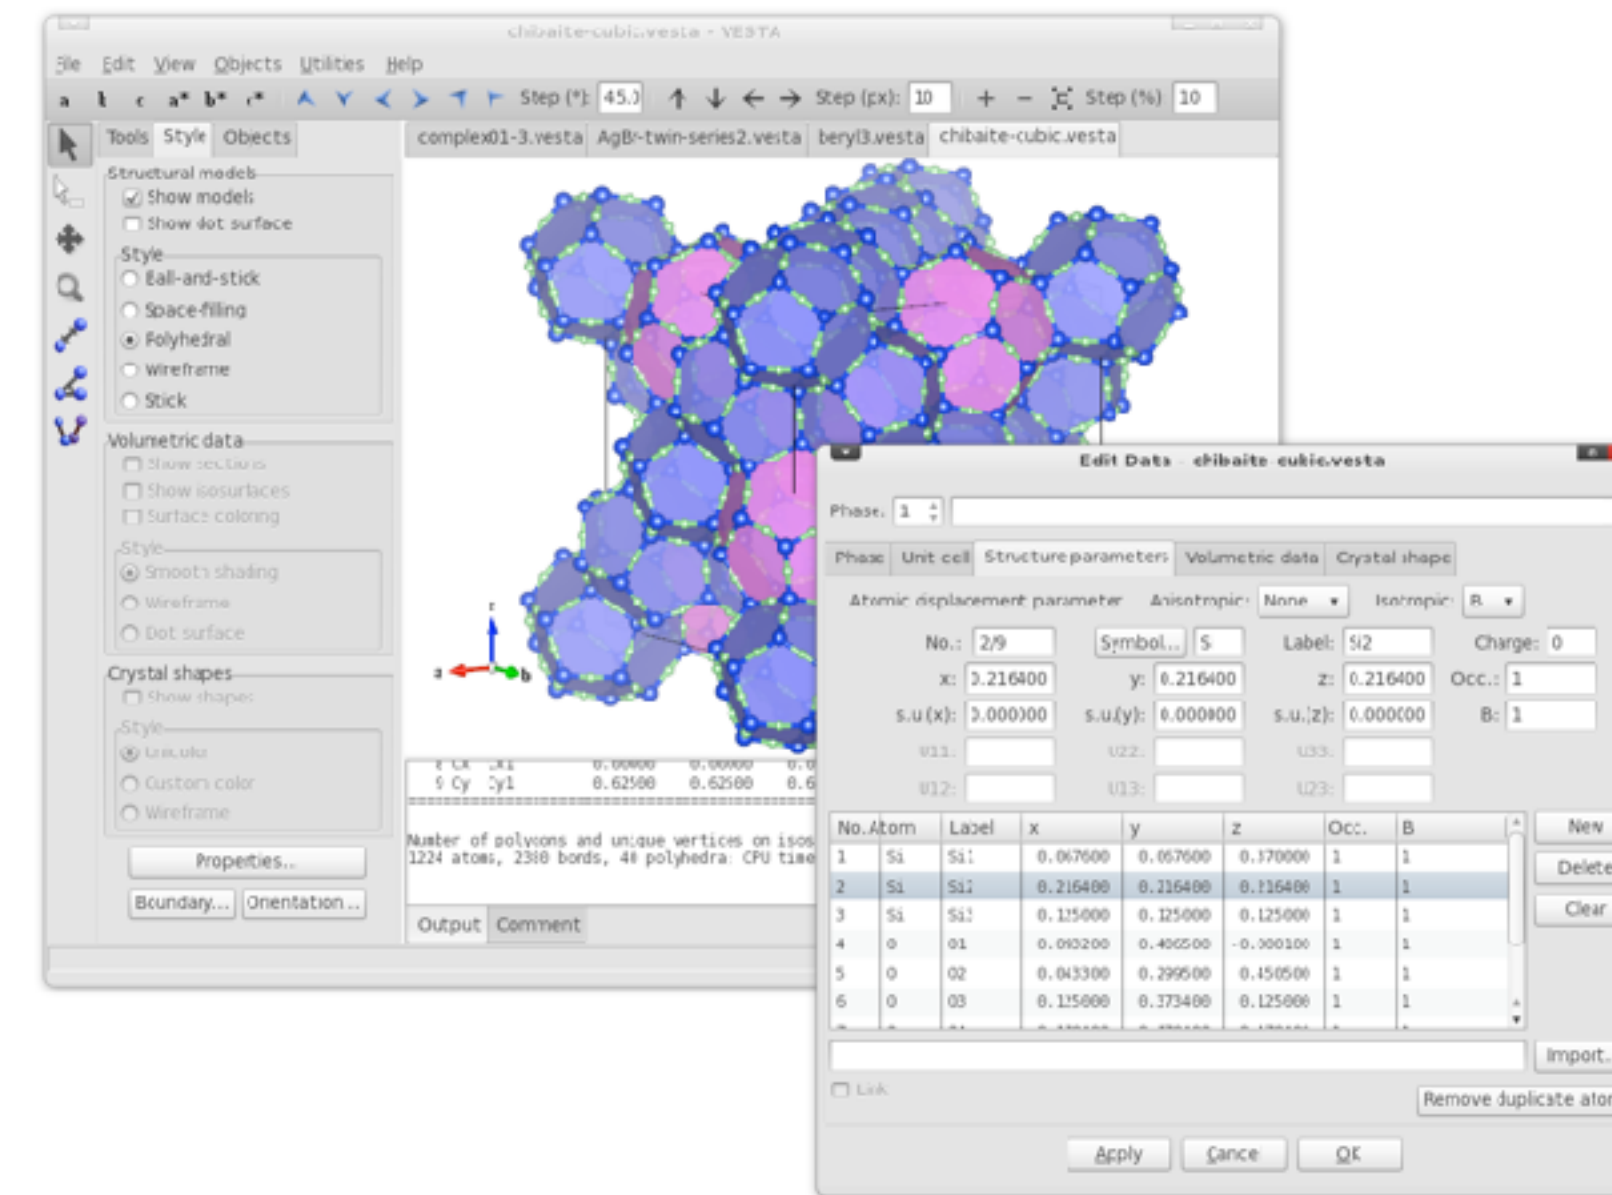 chibaite-cubic.vesta - VESTA
File Edit View Objects Utilities Help
a b c a* b* c* Step (°): 45.0 Step (px): 10 Step (%) 10
Tools Style Objects
complex01-3.vesta AgBr-twin-series2.vesta beryl3.vesta chibaite-cubic.vesta
Structural models
Show models
Show dot surface
Style
Ball-and-stick
Space-filling
Polyhedral
Wireframe
Stick
Volumetric data
Show sections
Show isosurfaces
Surface coloring
Style
Smooth shading
Wireframe
Dot surface
Crystal shapes
Show shapes
Style
Unicolor
Custom color
Wireframe
Properties...
Boundary... Orientation...
c
a b
9 Cy Cy1 0.62500 0.62500 0.6
Number of polygons and unique vertices on isos
1224 atoms, 2380 bonds, 40 polyhedra; CPU time
Output Comment
Edit Data - chibaite-cubic.vesta
Phase: 1
Phase Unit cell Structure parameters Volumetric data Crystal shape
Atomic displacement parameter Anisotropic: None Isotropic: B
No.: 2/9 Symbol... S Label: Si2 Charge: 0
x: 0.216400 y: 0.216400 z: 0.216400 Occ.: 1
s.u.(x): 0.000000 s.u.(y): 0.000000 s.u.(z): 0.000000 B: 1
U11: U22: U33:
U12: U13: U23:
No. Atom Label x y z Occ. B
1 Si Si1 0.067600 0.067600 0.370000 1 1
2 Si Si2 0.216400 0.216400 0.216400 1 1
3 Si Si3 0.125000 0.125000 0.125000 1 1
4 O O1 0.406500 1 1
5 O O2 0.043300 0.299500 0.450500 1 1
6 O O3 0.125000 0.373400 0.125000 1 1
New
Delete
Clear
Import...
Link
Remove duplicate ato
Apply Cancel OK